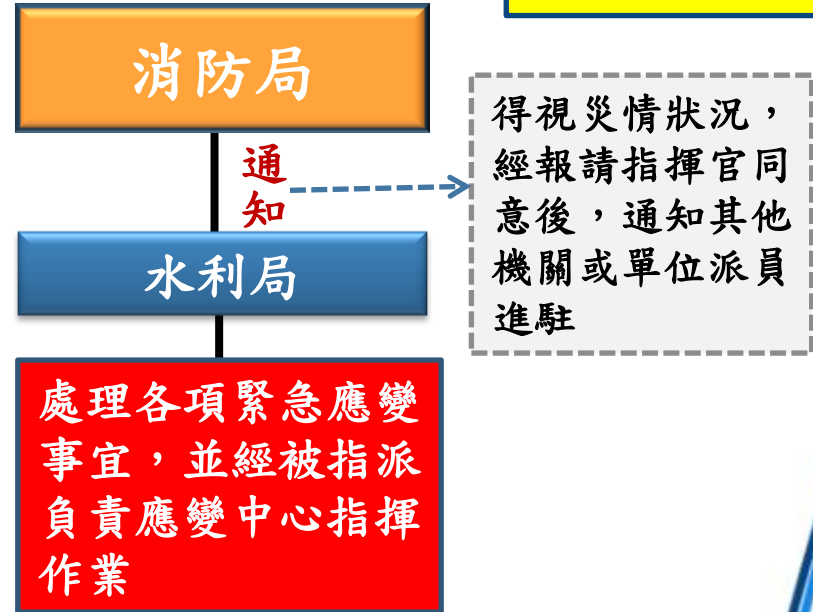 消防局
通
知
得視災情狀況，
經報請指揮官同
意後，通知其他
機關或單位派員
進駐
水利局
處理各項緊急應變
事宜，並經被指派
負責應變中心指揮
作業